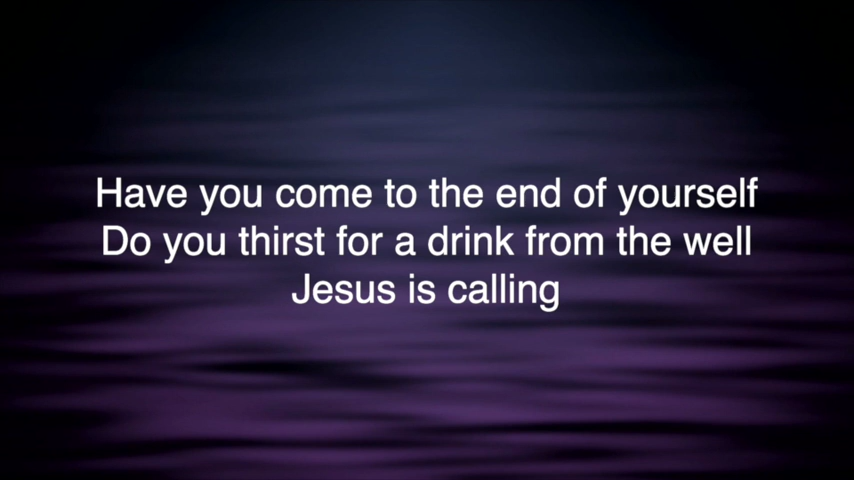 Have you come to the end of yourself
Do you thirst for a drink from the well
Jesus is calling